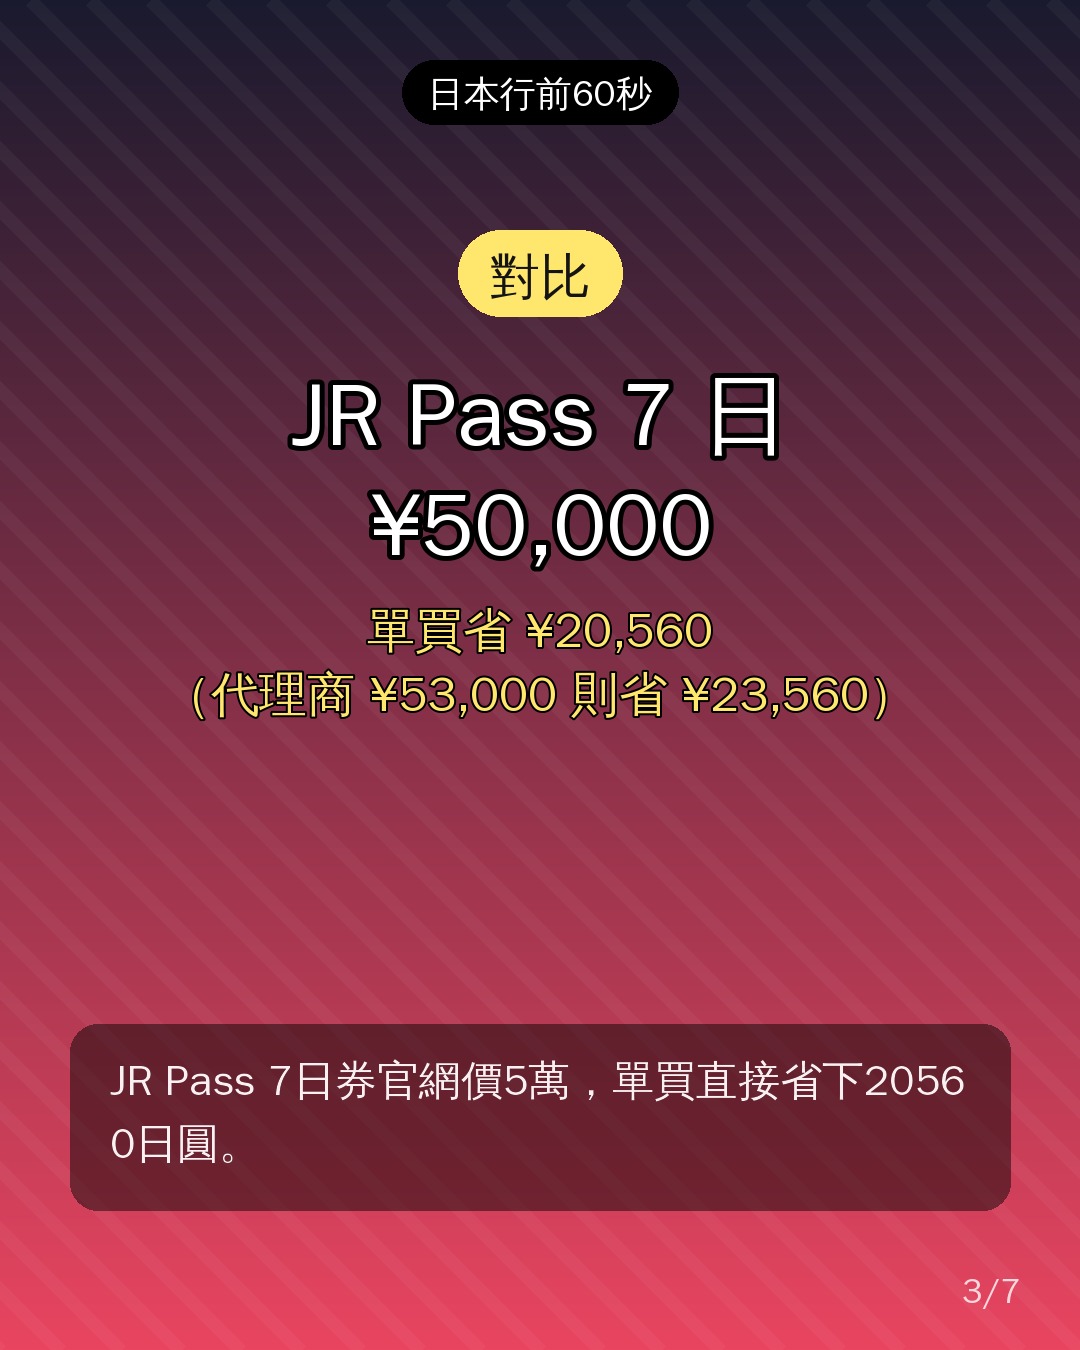 日本行前60秒
對比
JR Pass 7 日
¥50,000
單買省 ¥20,560
（代理商 ¥53,000 則省 ¥23,560）
JR Pass 7日券官網價5萬，單買直接省下2056
0日圓。
3/7